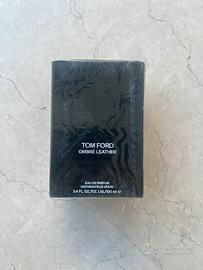 TOM FORD
OMBRÉ LEATHER
EAU DE PARFUM
VAPORISATEUR SPRAY
3.4 FL.OZ./OZ. LIQ./100 ml ℮